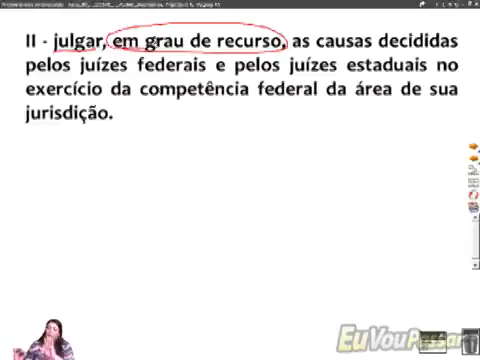 II - julgar, em grau de recurso, as causas decididas
pelos juízes federais e pelos juízes estaduais no
exercício da competência federal da área de sua
jurisdição.
EuVouPassar